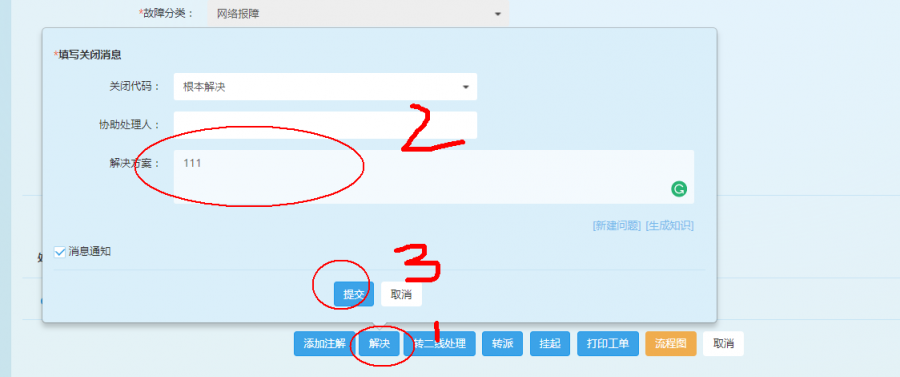 *故障分类： 网络报障
*填写关闭消息
关闭代码： 根本解决
2
协助处理人：
解决方案： 111
[新建问题] [生成知识]
消息通知
3
提交 取消
1
添加注解 解决 转二线处理 转派 挂起 打印工单 流程图 取消